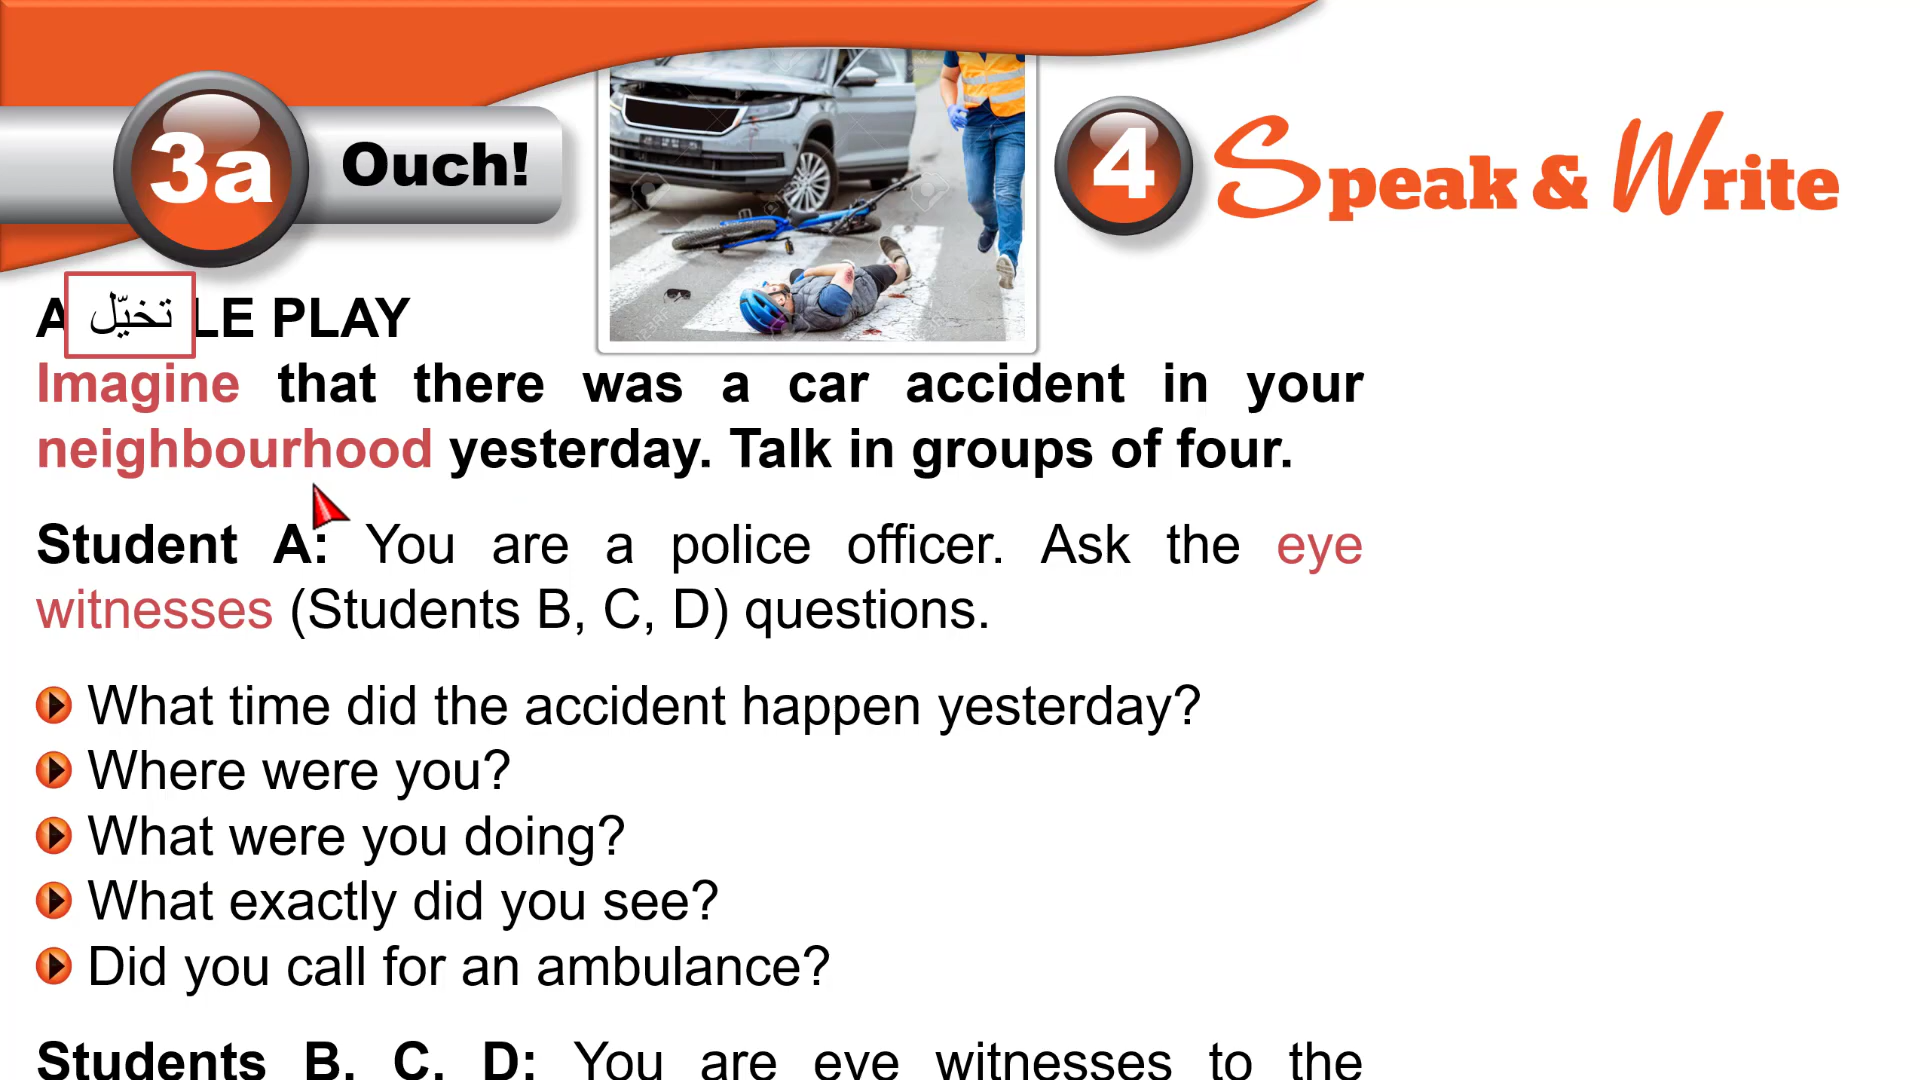 3a Ouch!
4 Speak & Write
تخيّل
A LE PLAY
Imagine that there was a car accident in your
neighbourhood yesterday. Talk in groups of four.
Student A: You are a police officer. Ask the eye
witnesses (Students B, C, D) questions.
What time did the accident happen yesterday?
Where were you?
What were you doing?
What exactly did you see?
Did you call for an ambulance?
Students B, C, D: You are eye witnesses to the